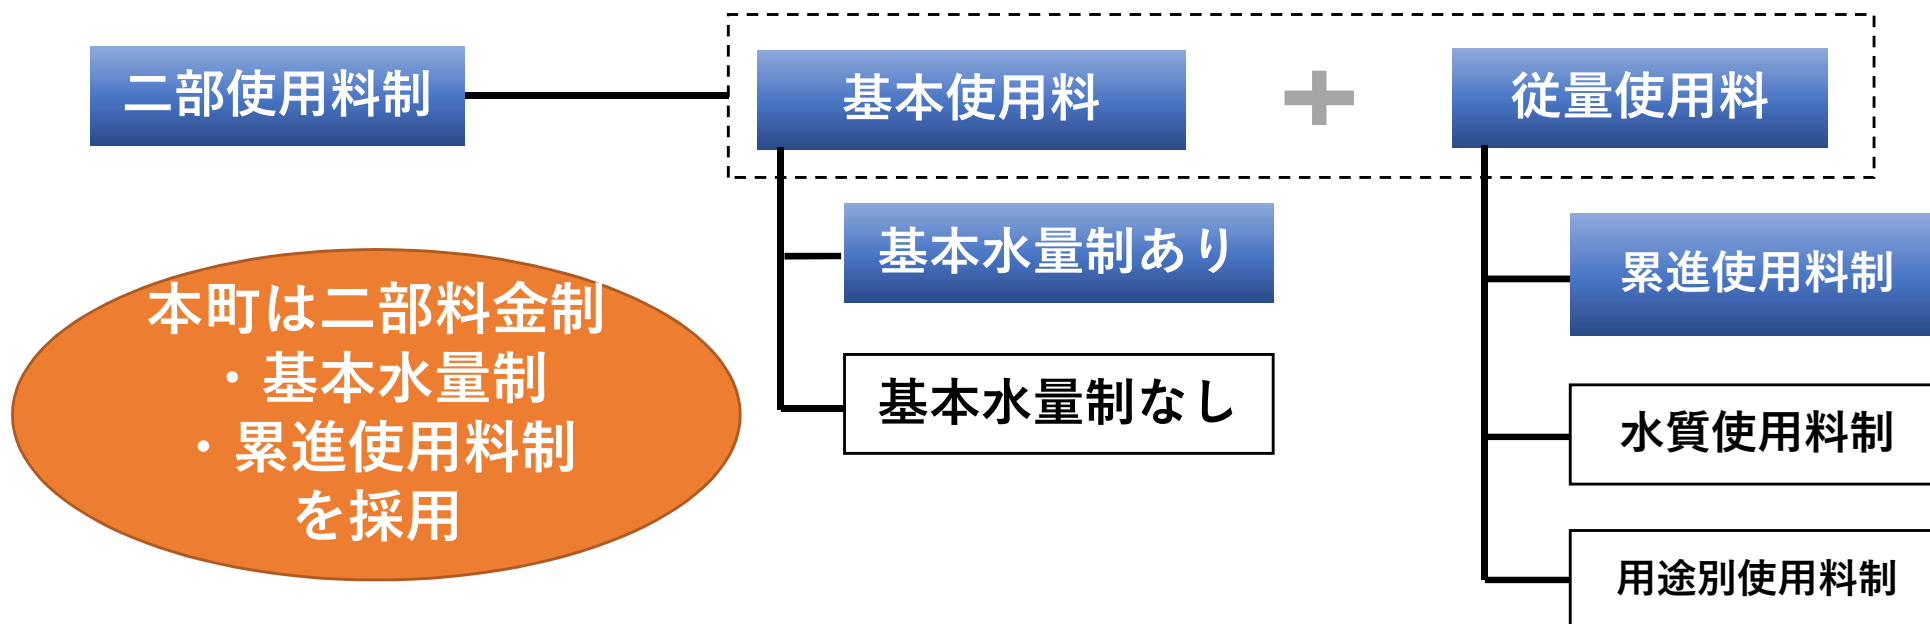 二部使用料制
基本使用料
+
従量使用料
基本水量制あり
累進使用料制
本町は二部料金制
・基本水量制
・累進使用料制
を採用
基本水量制なし
水質使用料制
用途別使用料制